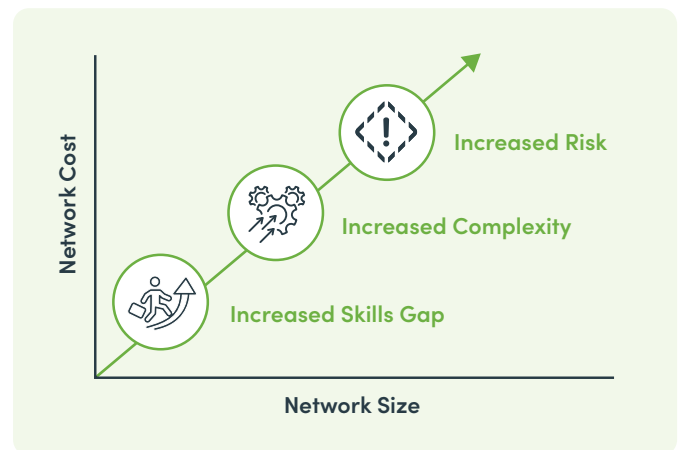 Network Cost
Increased Risk
Increased Complexity
Increased Skills Gap
Network Size